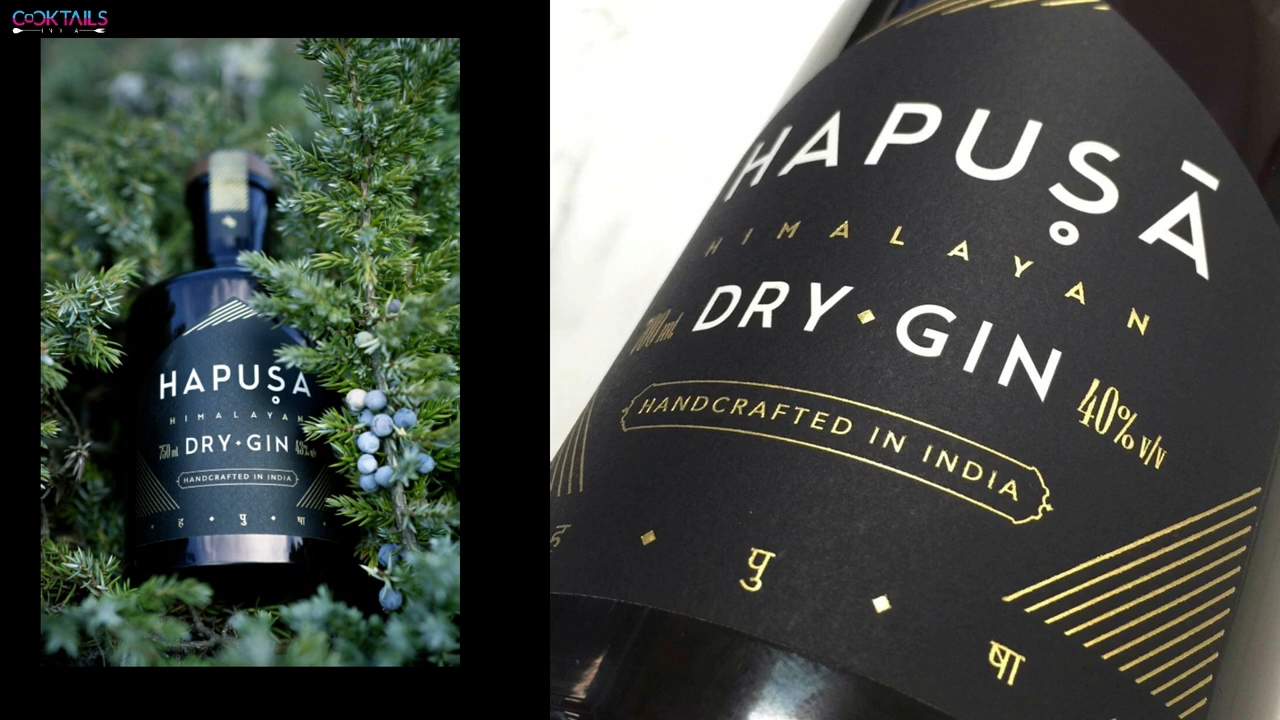 COOKTAILS
INDIA
HAPUṢĀ
HIMALAYAN
750 ml DRY GIN 43% v/v
HANDCRAFTED IN INDIA
ह पु षा
HAPUṢĀ
HIMALAYAN
700 ml DRY GIN 40% v/v
HANDCRAFTED IN INDIA
ह पु षा